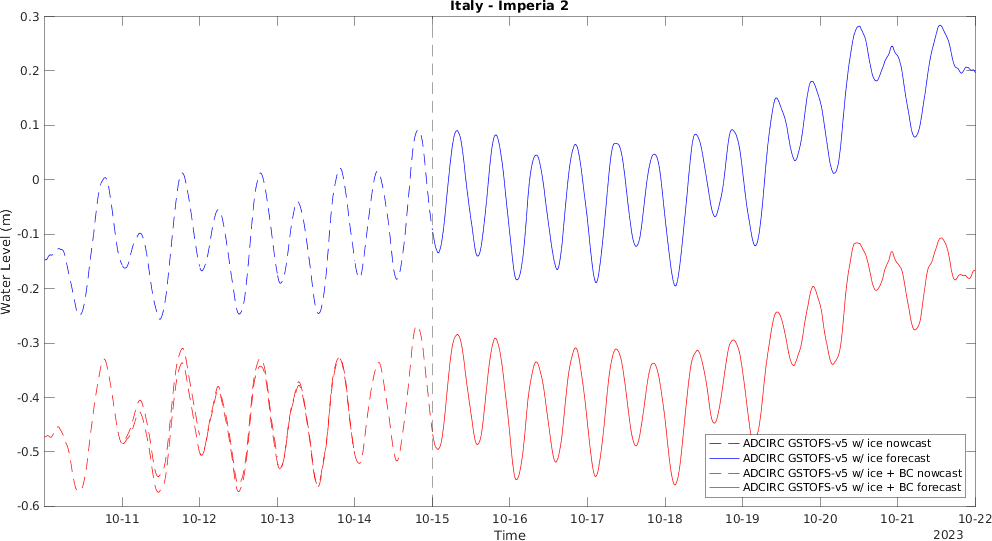 Italy - Imperia 2
Water Level (m)
0.3
0.2
0.1
0
-0.1
-0.2
-0.3
-0.4
-0.5
-0.6
ADCIRC GSTOFS-v5 w/ ice nowcast
ADCIRC GSTOFS-v5 w/ ice forecast
ADCIRC GSTOFS-v5 w/ ice + BC nowcast
ADCIRC GSTOFS-v5 w/ ice + BC forecast
10-11 10-12 10-13 10-14 10-15 10-16 10-17 10-18 10-19 10-20 10-21 10-22
Time
2023